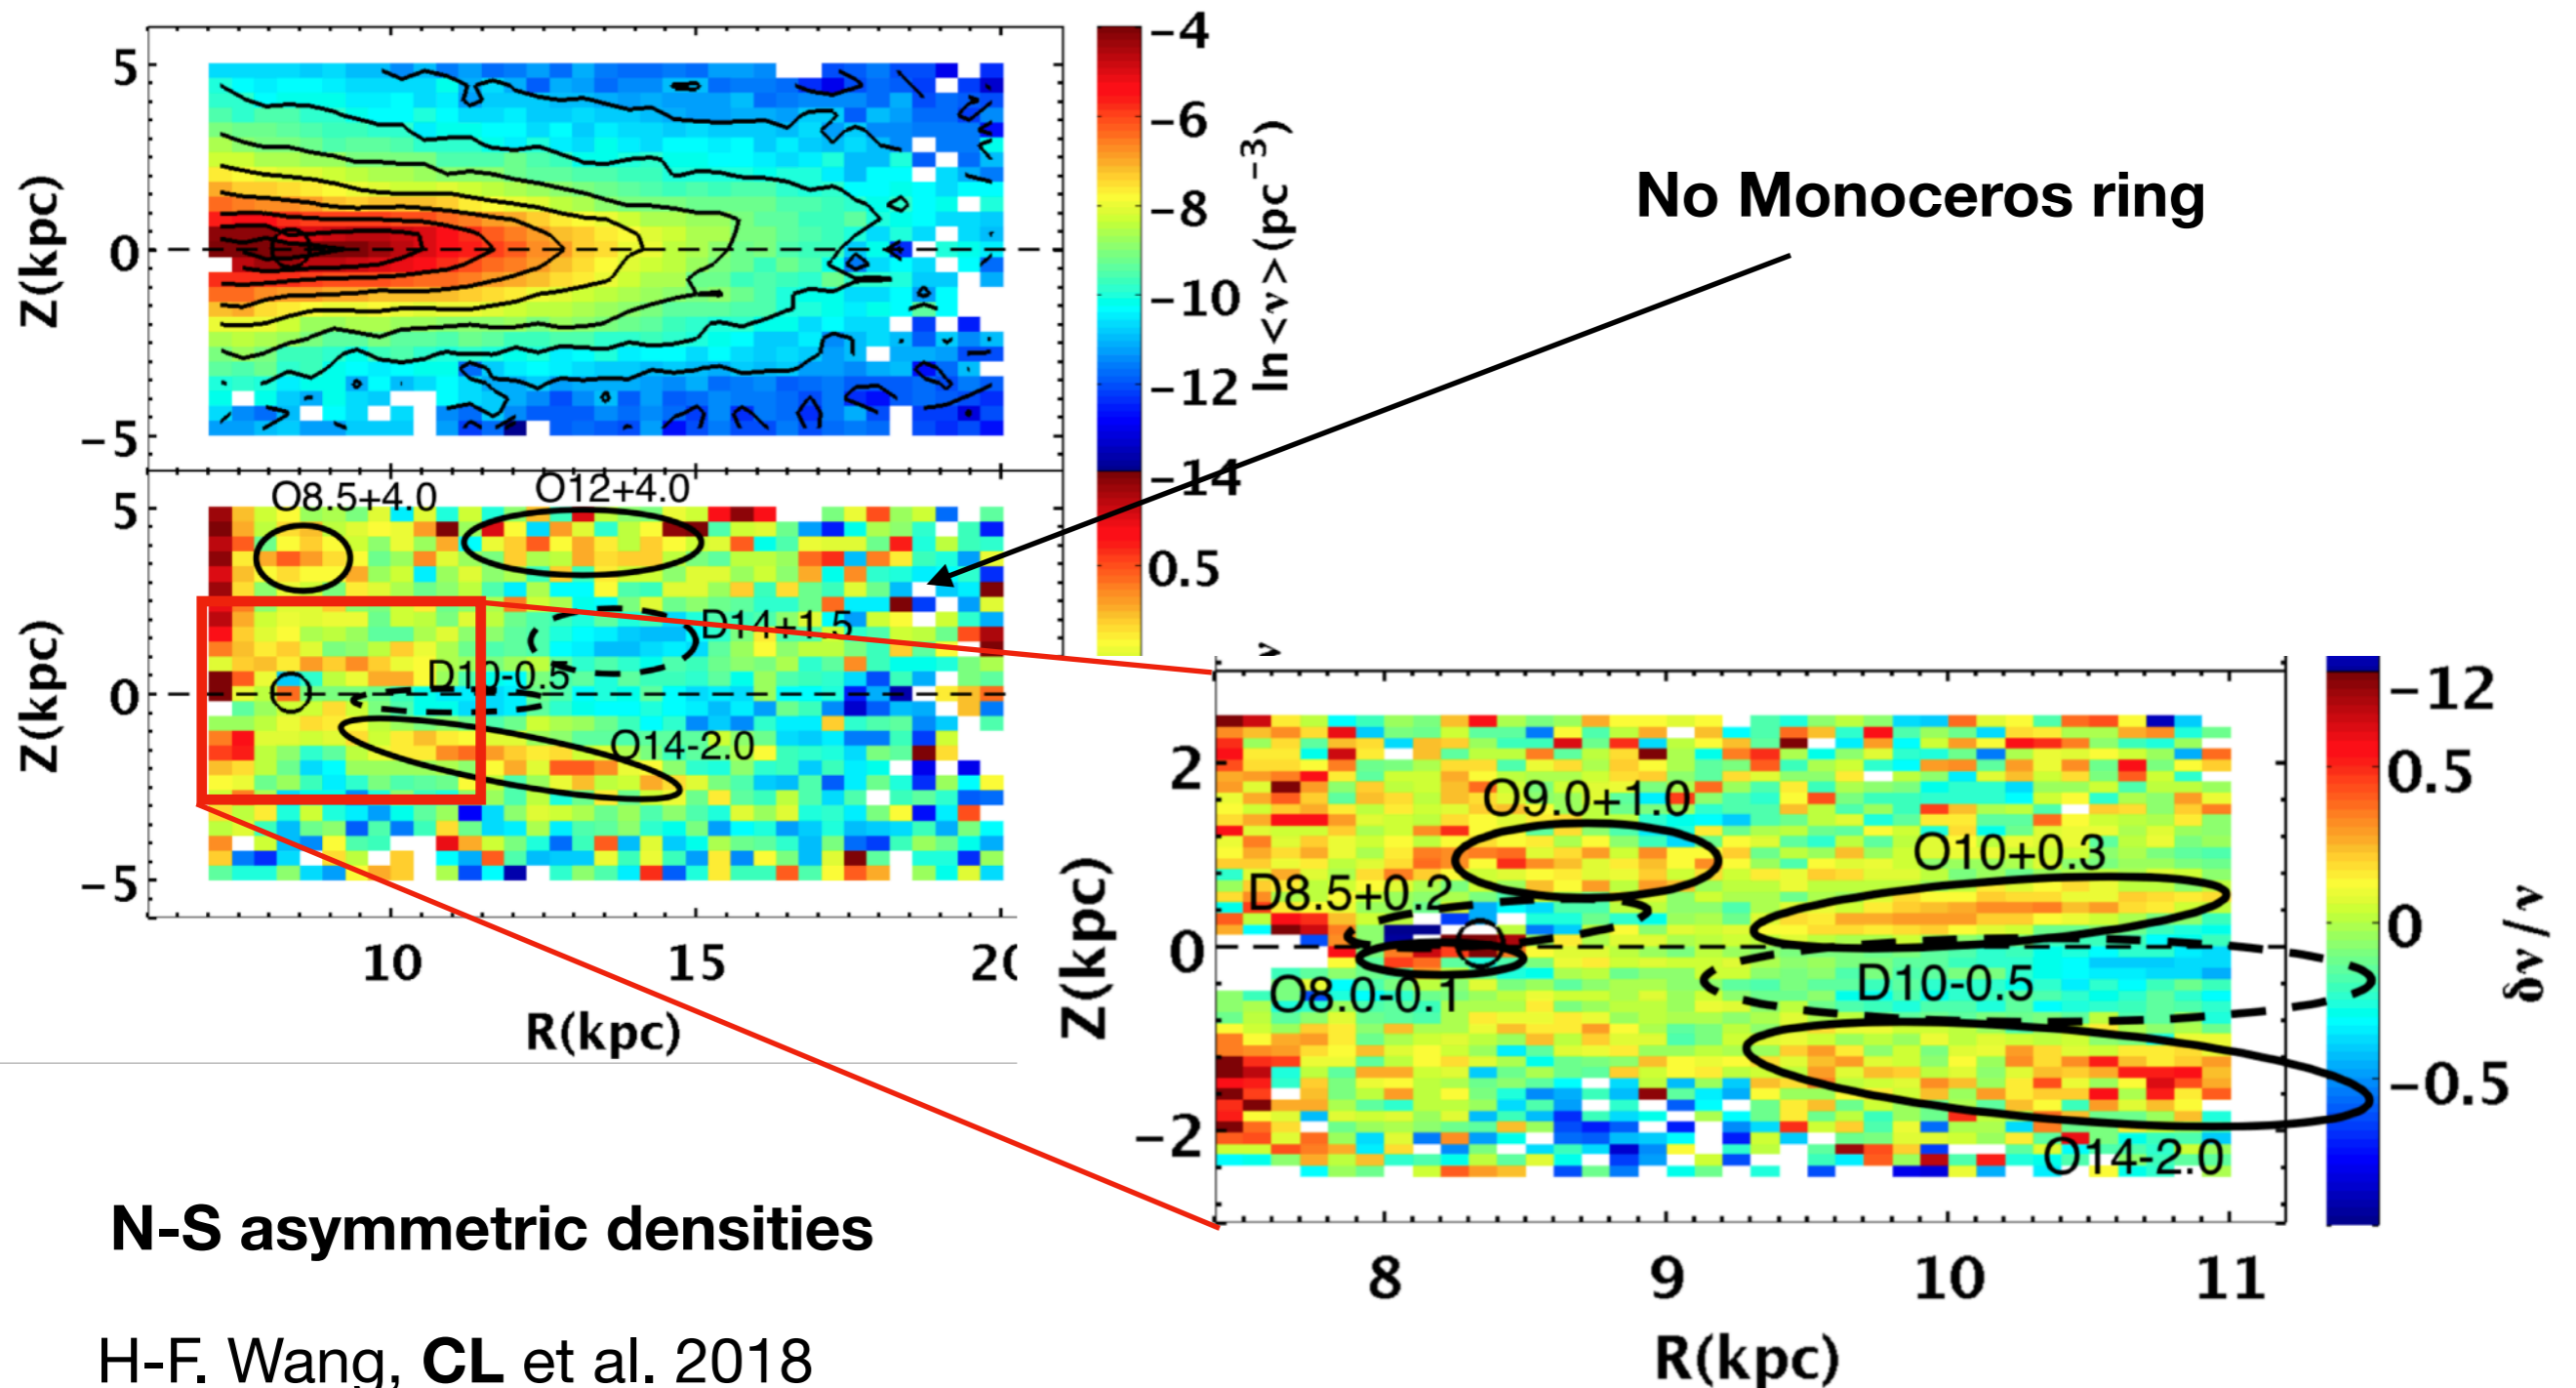 5
0
−5
Z(kpc)
−4
−6
−8
−10
−12
−14
ln<ν>(pc⁻³)
No Monoceros ring
O8.5+4.0
O12+4.0
D14+1.5
D10-0.5
O14-2.0
5
0
−5
Z(kpc)
0.5
ν
10
15
R(kpc)
O9.0+1.0
O10+0.3
D8.5+0.2
O8.0-0.1
D10-0.5
O14-2.0
2
0
−2
Z(kpc)
8
9
10
11
R(kpc)
−12
0.5
0
−0.5
δν/ν
N-S asymmetric densities
H-F. Wang, CL et al. 2018